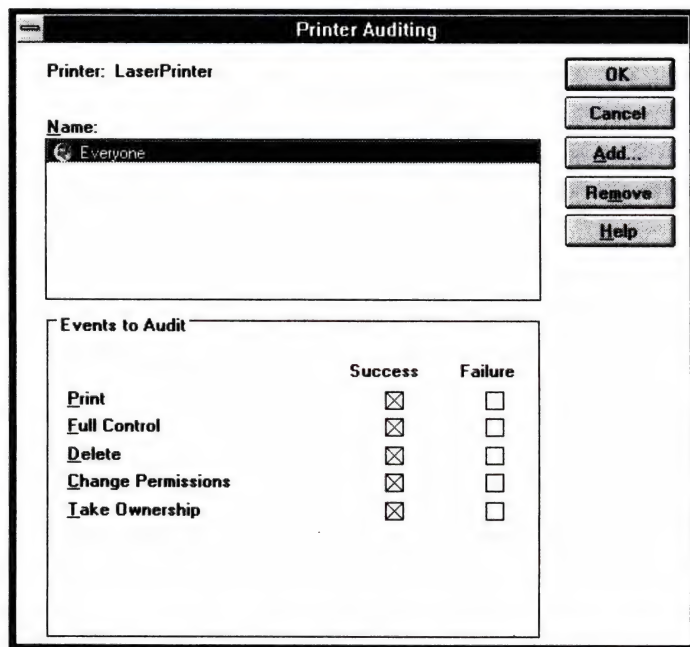 Printer Auditing
Printer: LaserPrinter
OK
Cancel
Name:
Everyone
Add...
Remove
Help
Events to Audit
Success Failure
Print
Full Control
Delete
Change Permissions
Take Ownership